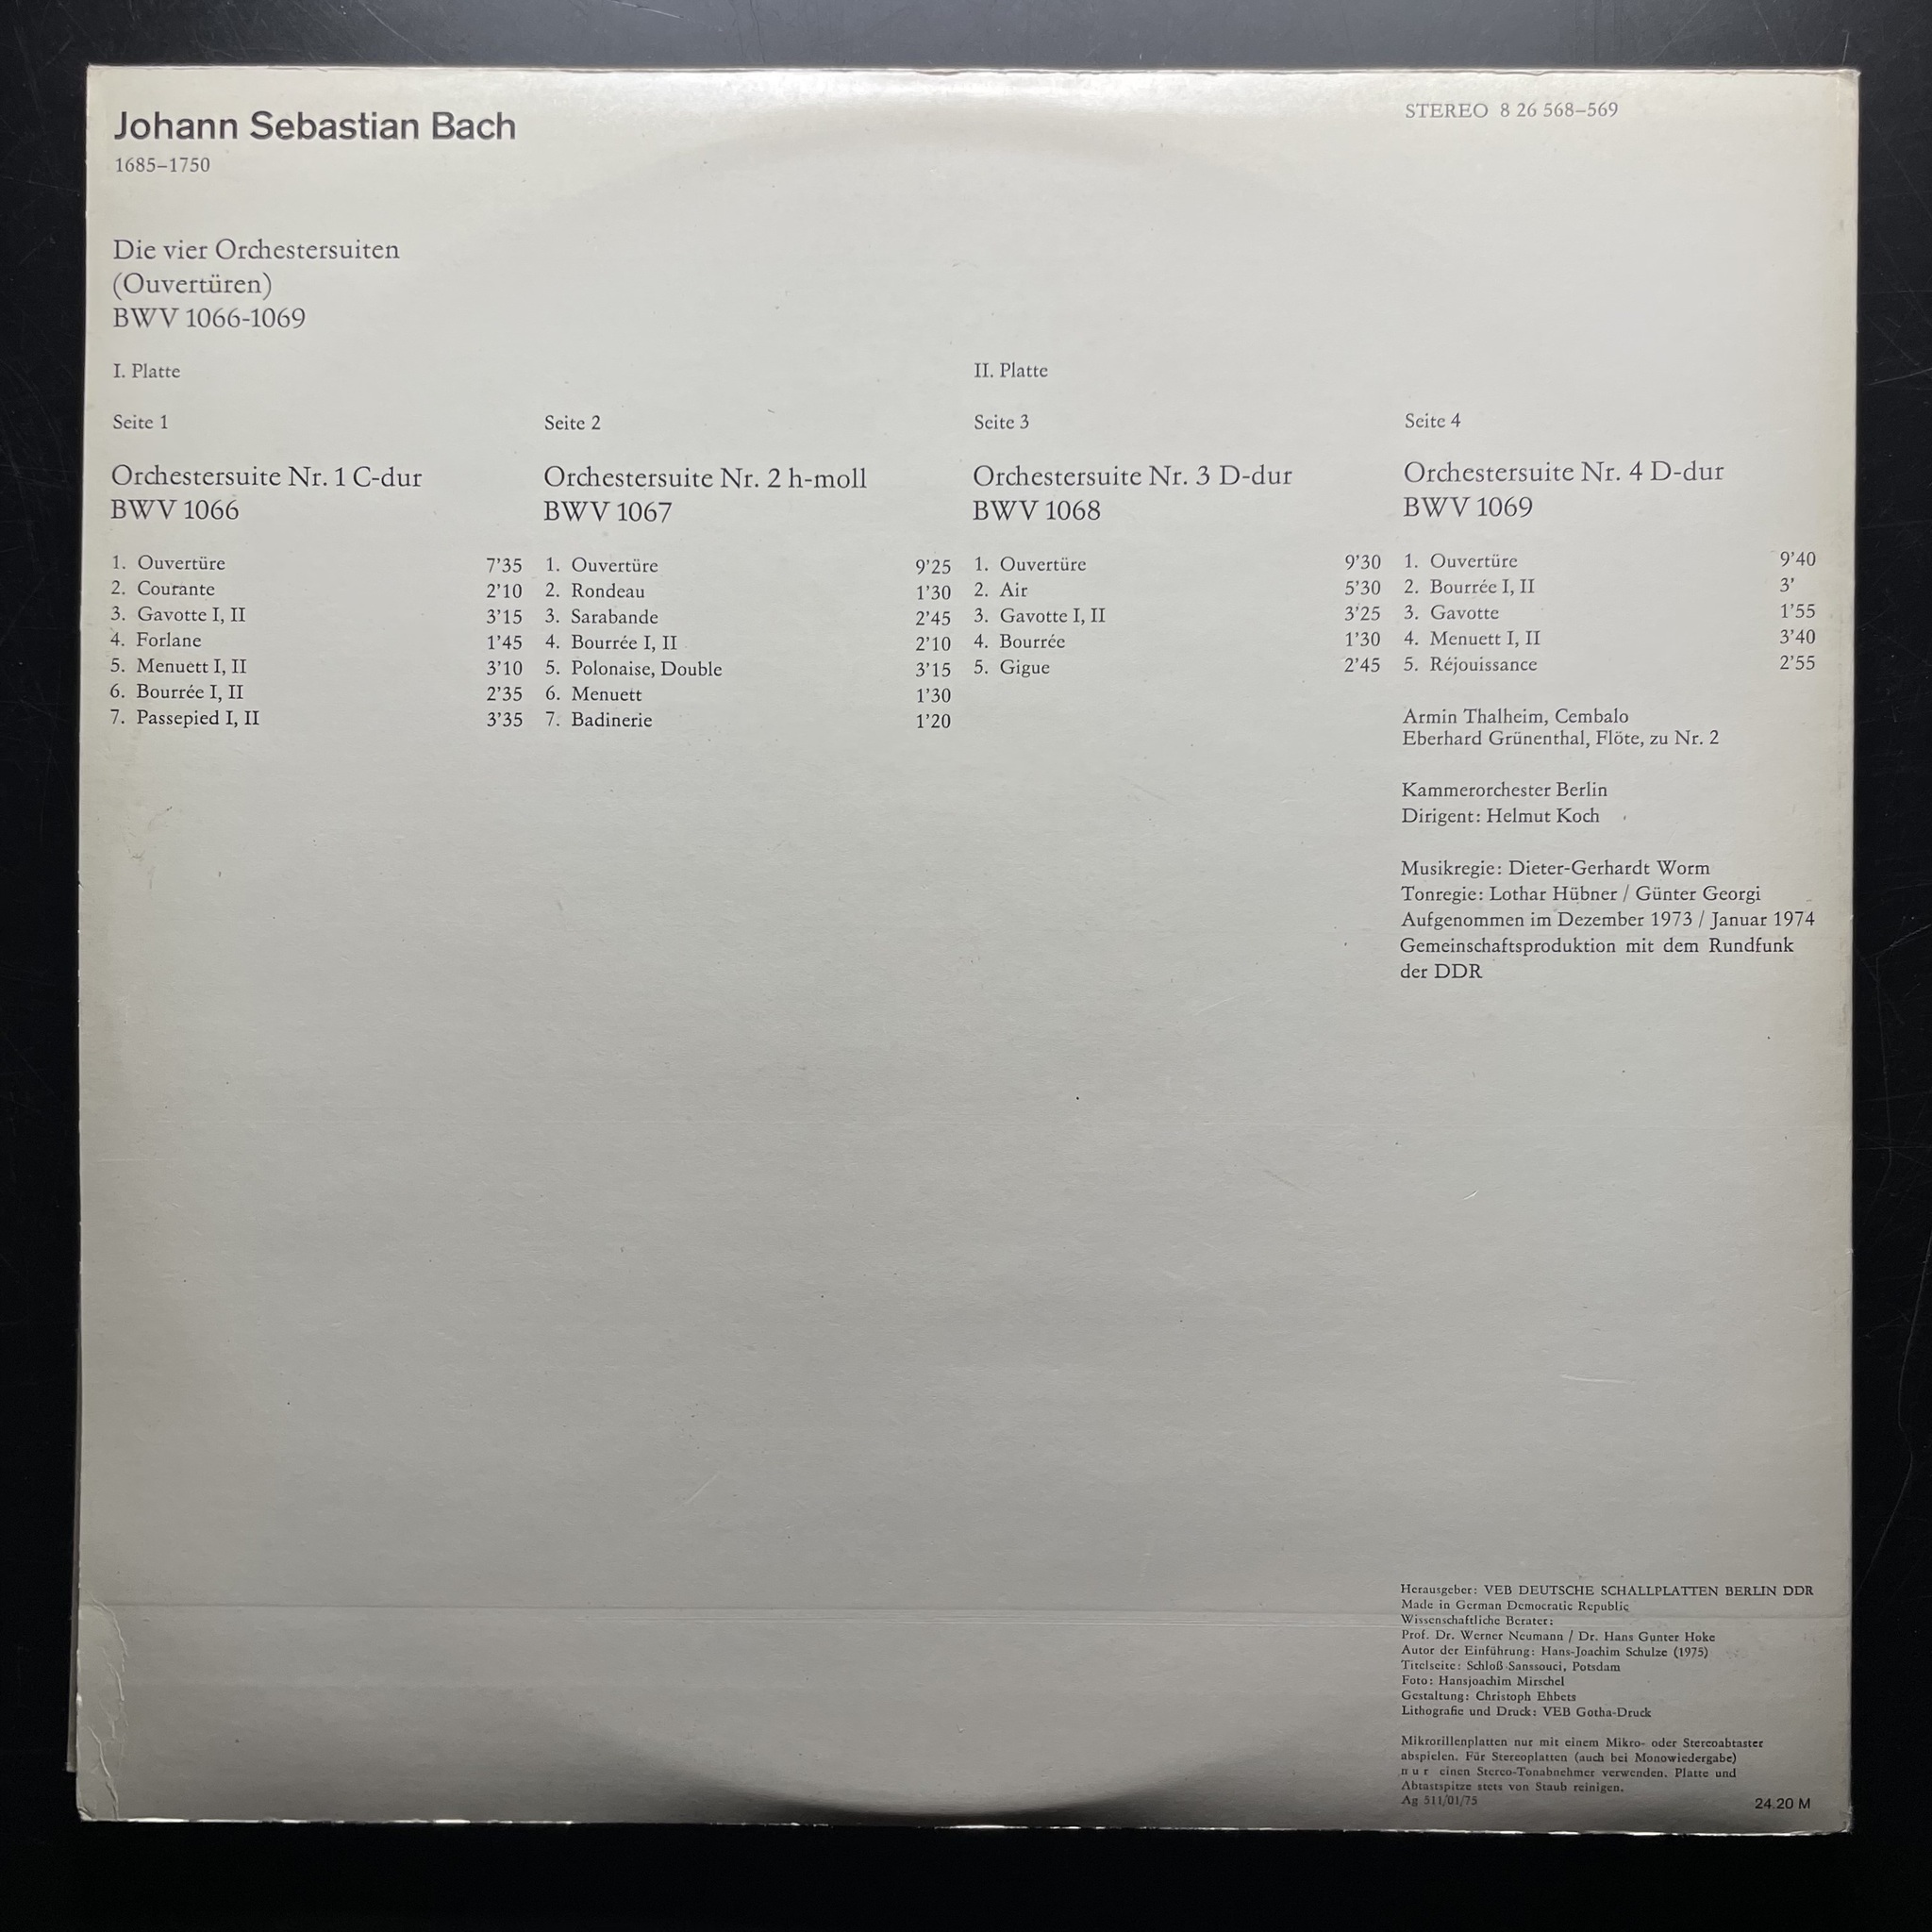 Johann Sebastian Bach
1685–1750
STEREO 8 26 568–569
Die vier Orchestersuiten
(Ouvertüren)
BWV 1066-1069
I. Platte
Seite 1
Orchestersuite Nr. 1 C-dur
BWV 1066
1. Ouvertüre 7'35
2. Courante 2'10
3. Gavotte I, II 3'15
4. Forlane 1'45
5. Menuett I, II 3'10
6. Bourrée I, II 2'35
7. Passepied I, II 3'35
Seite 2
Orchestersuite Nr. 2 h-moll
BWV 1067
1. Ouvertüre 9'25
2. Rondeau 1'30
3. Sarabande 2'45
4. Bourrée I, II 2'10
5. Polonaise, Double 3'15
6. Menuett 1'30
7. Badinerie 1'20
II. Platte
Seite 3
Orchestersuite Nr. 3 D-dur
BWV 1068
1. Ouvertüre 9'30
2. Air 5'30
3. Gavotte I, II 3'25
4. Bourrée 1'30
5. Gigue 2'45
Seite 4
Orchestersuite Nr. 4 D-dur
BWV 1069
1. Ouvertüre 9'40
2. Bourrée I, II 3'
3. Gavotte 1'55
4. Menuett I, II 3'40
5. Réjouissance 2'55
Armin Thalheim, Cembalo
Eberhard Grünenthal, Flöte, zu Nr. 2
Kammerorchester Berlin
Dirigent: Helmut Koch
Musikregie: Dieter-Gerhardt Worm
Tonregie: Lothar Hübner / Günter Georgi
Aufgenommen im Dezember 1973 / Januar 1974
Gemeinschaftsproduktion mit dem Rundfunk
der DDR
Herausgeber: VEB DEUTSCHE SCHALLPLATTEN BERLIN DDR
Made in German Democratic Republic
Wissenschaftliche Berater:
Prof. Dr. Werner Neumann / Dr. Hans Gunter Hoke
Autor der Einführung: Hans-Joachim Schulze (1975)
Titelseite: Schloß Sanssouci, Potsdam
Foto: Hansjoachim Mirschel
Gestaltung: Christoph Ehbets
Lithografie und Druck: VEB Gotha-Druck
Mikrorillenplatten nur mit einem Mikro- oder Stereoabtaster
abspielen. Für Stereoplatten (auch bei Monowiedergabe)
n u r einen Stereo-Tonabnehmer verwenden. Platte und
Abtastspitze stets von Staub reinigen.
Ag 511/01/75
24.20 M